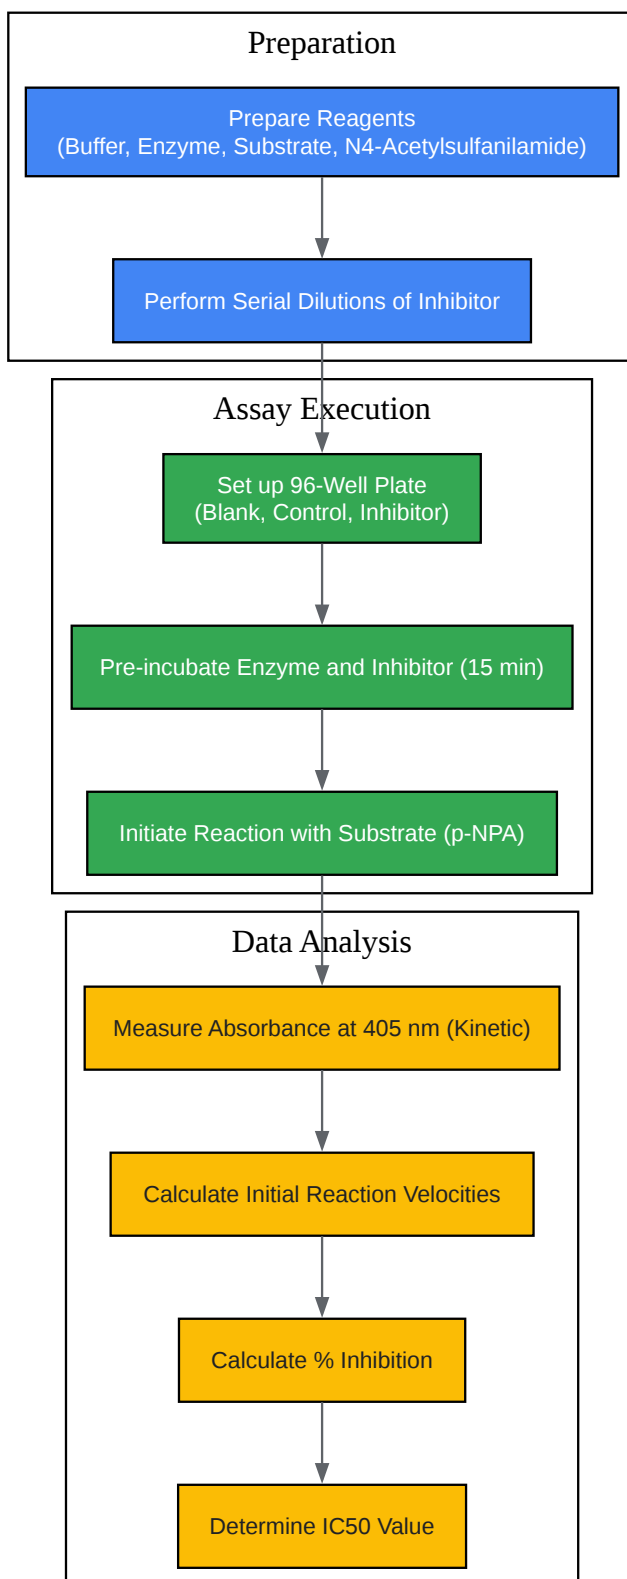 Preparation
Prepare Reagents
(Buffer, Enzyme, Substrate, N4-Acetylsulfanilamide)
Perform Serial Dilutions of Inhibitor
Assay Execution
Set up 96-Well Plate
(Blank, Control, Inhibitor)
Pre-incubate Enzyme and Inhibitor (15 min)
Initiate Reaction with Substrate (p-NPA)
Data Analysis
Measure Absorbance at 405 nm (Kinetic)
Calculate Initial Reaction Velocities
Calculate % Inhibition
Determine IC50 Value